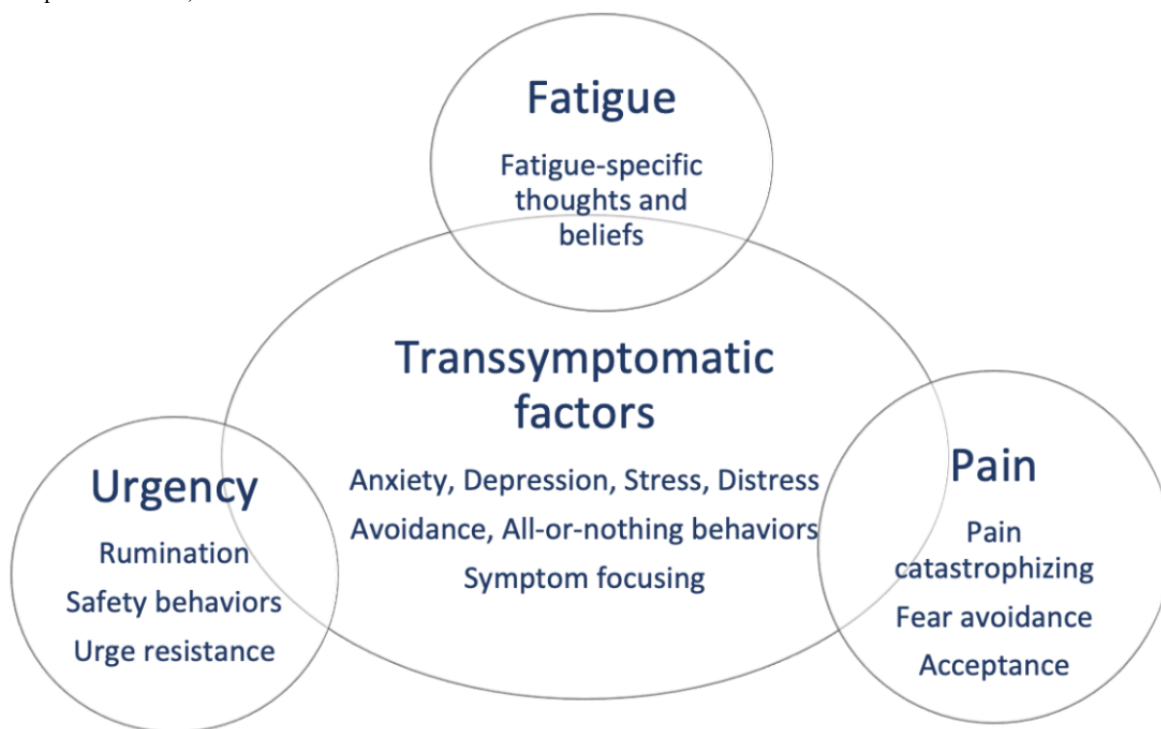 Fatigue
Fatigue-specific
thoughts and
beliefs
Transsymptomatic
factors
Anxiety, Depression, Stress, Distress
Avoidance, All-or-nothing behaviors
Symptom focusing
Urgency
Rumination
Safety behaviors
Urge resistance
Pain
Pain
catastrophizing
Fear avoidance
Acceptance